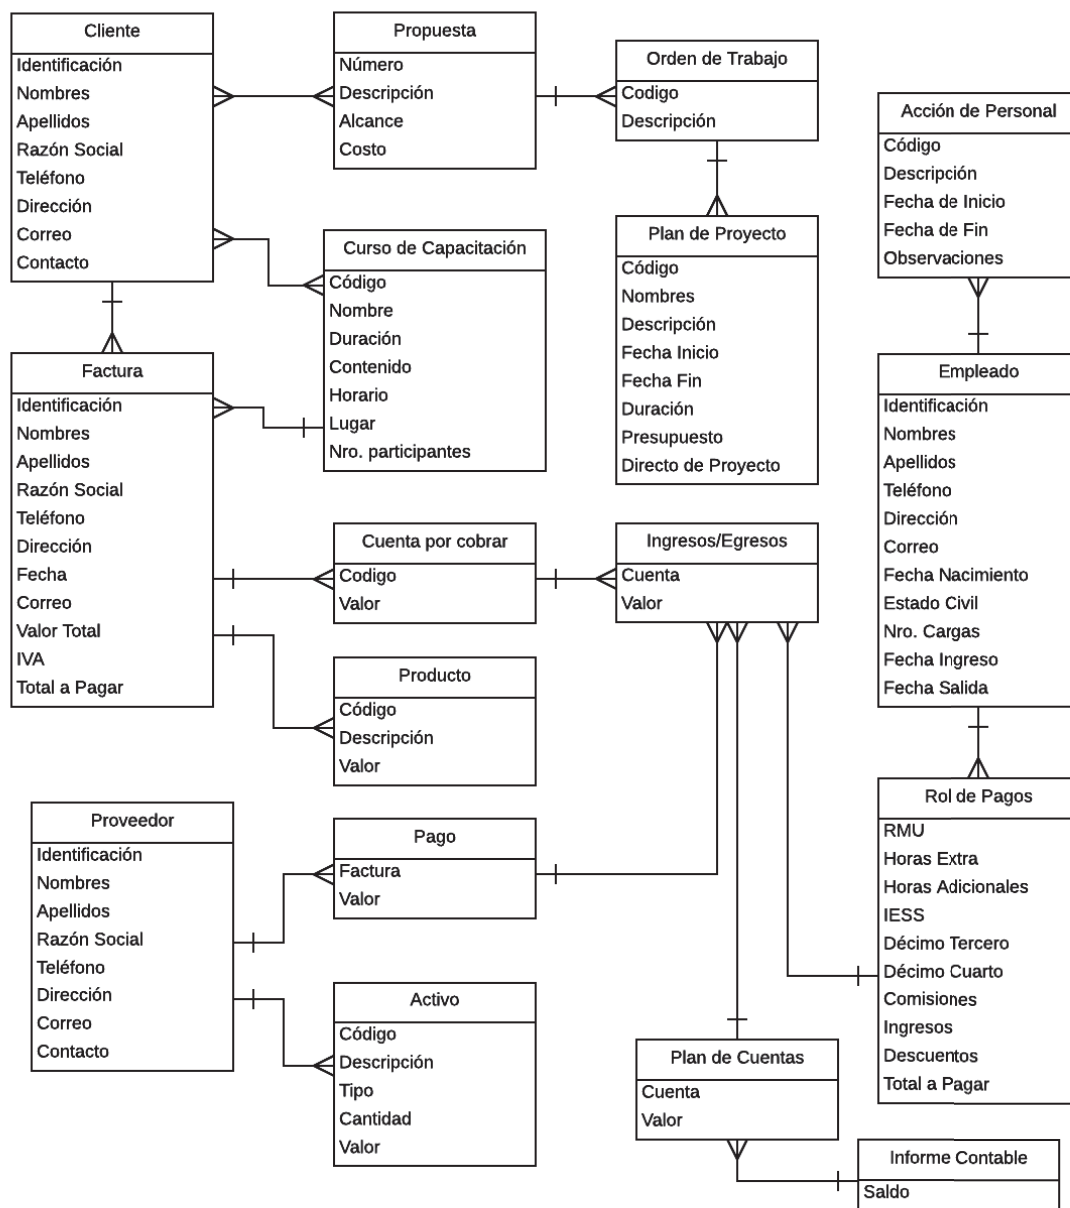 Cliente
Identificación
Nombres
Apellidos
Razón Social
Teléfono
Dirección
Correo
Contacto
Propuesta
Número
Descripción
Alcance
Costo
Orden de Trabajo
Codigo
Descripción
Acción de Personal
Código
Descripción
Fecha de Inicio
Fecha de Fin
Observaciones
Curso de Capacitación
Código
Nombre
Duración
Contenido
Horario
Lugar
Nro. participantes
Plan de Proyecto
Código
Nombres
Descripción
Fecha Inicio
Fecha Fin
Duración
Presupuesto
Directo de Proyecto
Factura
Identificación
Nombres
Apellidos
Razón Social
Teléfono
Dirección
Fecha
Correo
Valor Total
IVA
Total a Pagar
Empleado
Identificación
Nombres
Apellidos
Teléfono
Dirección
Correo
Fecha Nacimiento
Estado Civil
Nro. Cargas
Fecha Ingreso
Fecha Salida
Cuenta por cobrar
Codigo
Valor
Ingresos/Egresos
Cuenta
Valor
Producto
Código
Descripción
Valor
Proveedor
Identificación
Nombres
Apellidos
Razón Social
Teléfono
Dirección
Correo
Contacto
Pago
Factura
Valor
Rol de Pagos
RMU
Horas Extra
Horas Adicionales
IESS
Décimo Tercero
Décimo Cuarto
Comisiones
Ingresos
Descuentos
Total a Pagar
Activo
Código
Descripción
Tipo
Cantidad
Valor
Plan de Cuentas
Cuenta
Valor
Informe Contable
Saldo